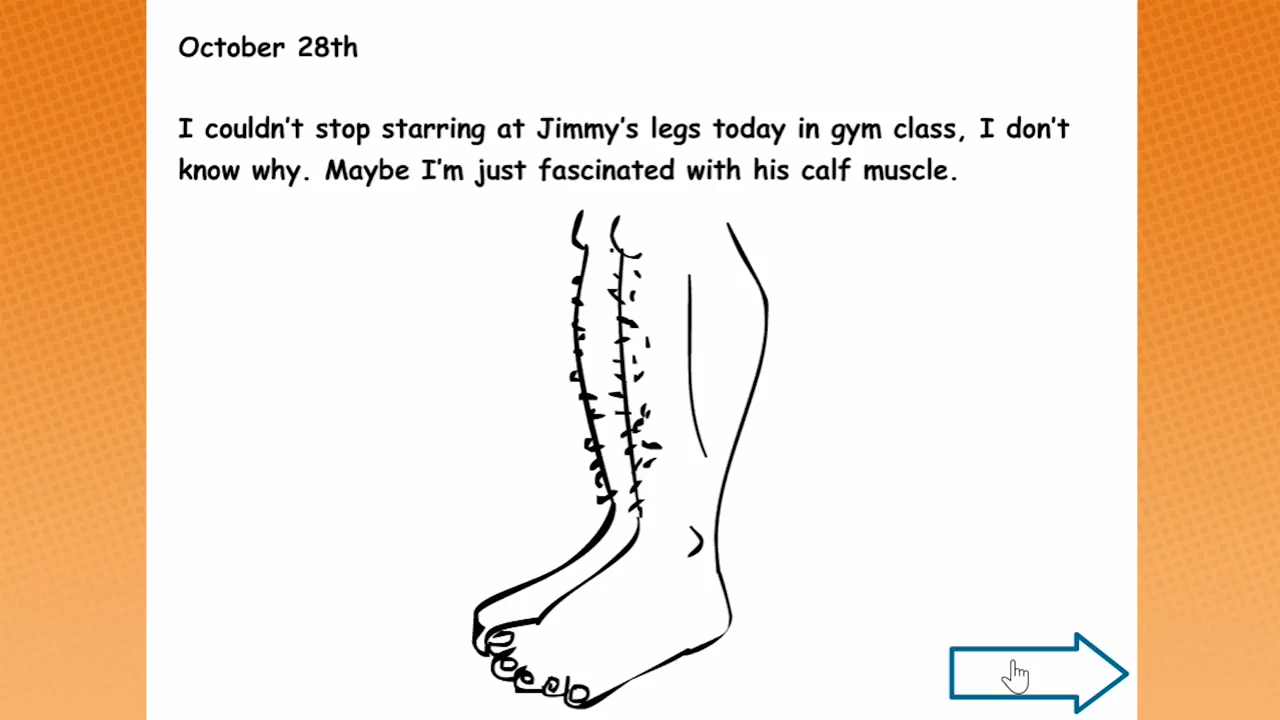 October 28th
I couldn't stop starring at Jimmy's legs today in gym class, I don't
know why. Maybe I'm just fascinated with his calf muscle.